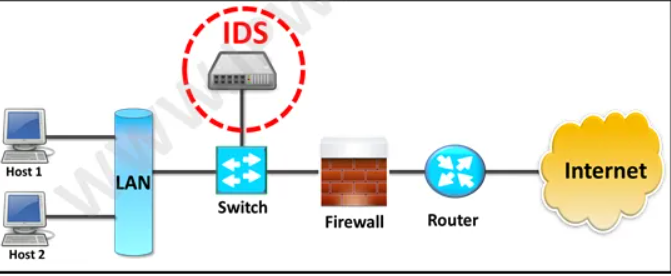 IDS
Host 1
LAN
Switch
Firewall
Router
Internet
Host 2